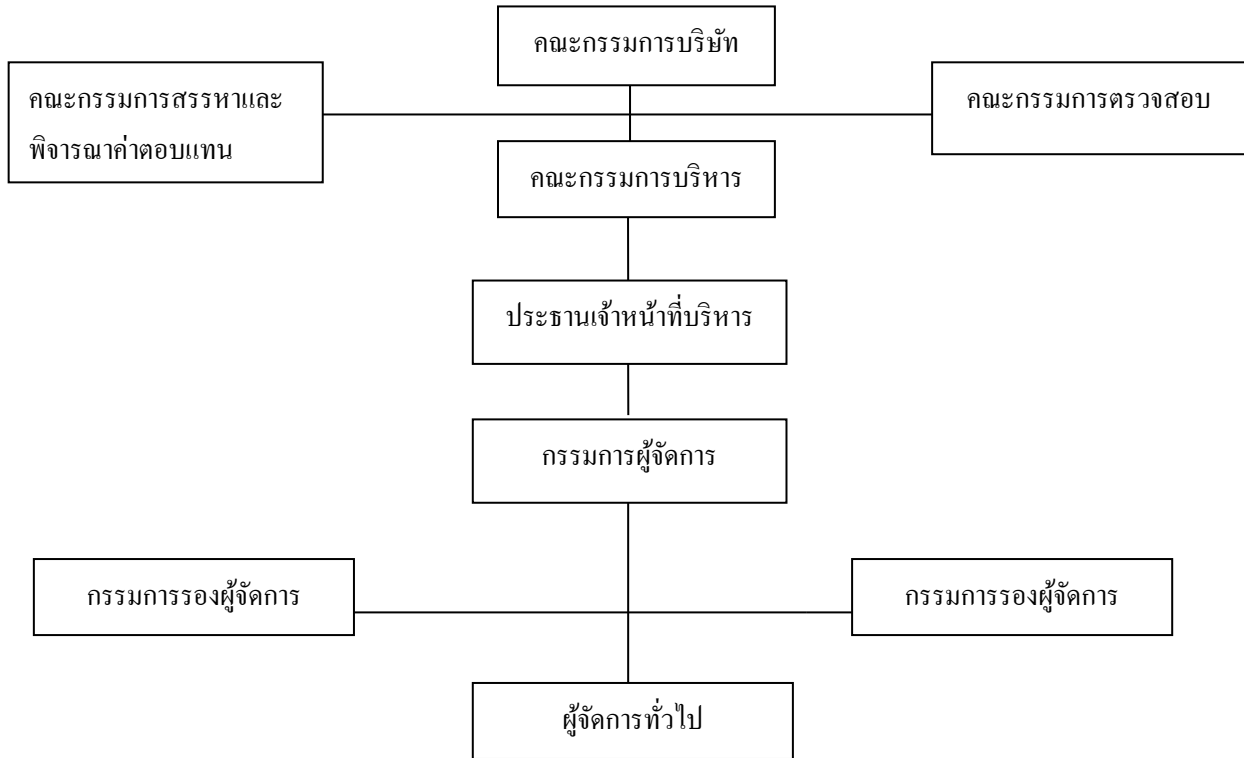 คณะกรรมการบริษัท
คณะกรรมการสรรหาและ
พิจารณาค่าตอบแทน
คณะกรรมการตรวจสอบ
คณะกรรมการบริหาร
ประธานเจ้าหน้าที่บริหาร
กรรมการผู้จัดการ
กรรมการรองผู้จัดการ
กรรมการรองผู้จัดการ
ผู้จัดการทั่วไป